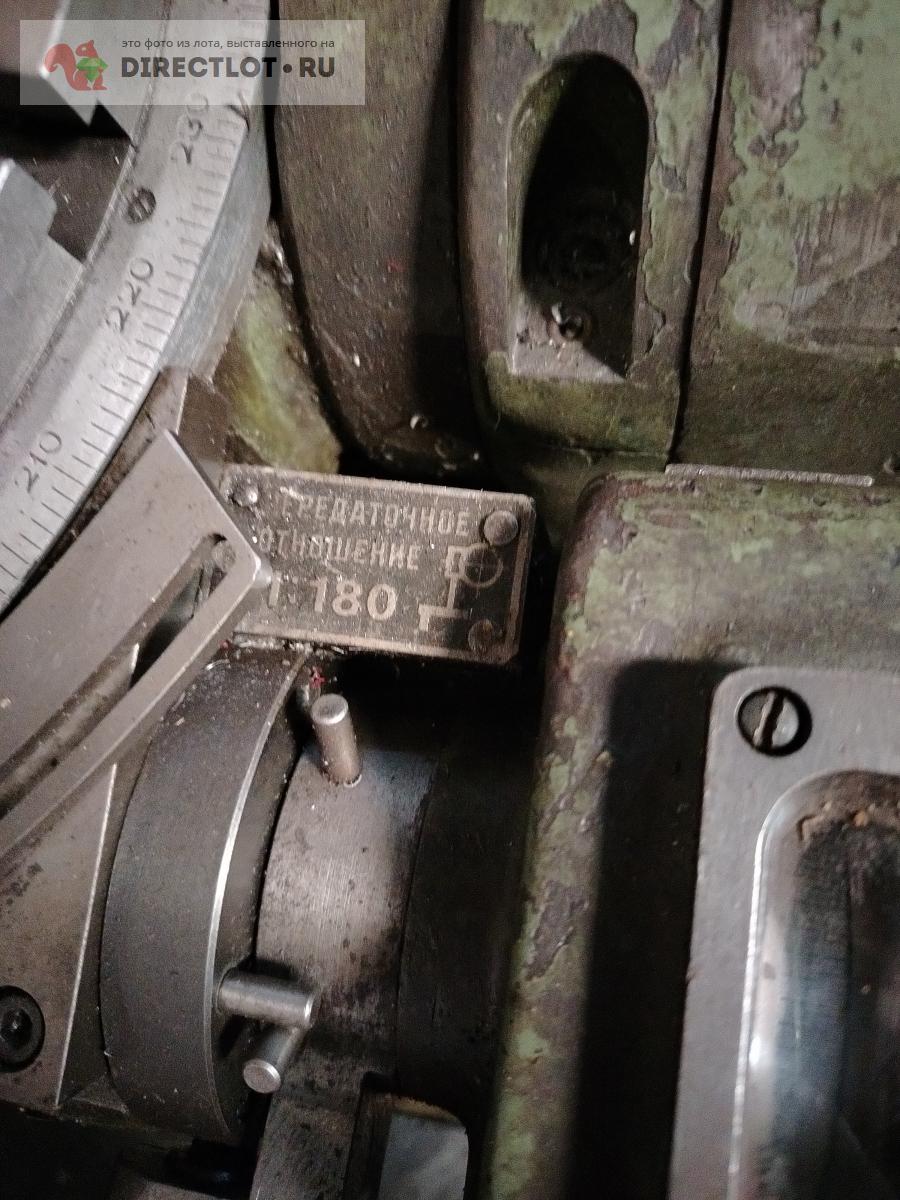 это фото из лота, выставленного на
DIRECTLOT•RU
230
220
210
ПЕРЕДАТОЧНОЕ
ОТНОШЕНИЕ
1:180